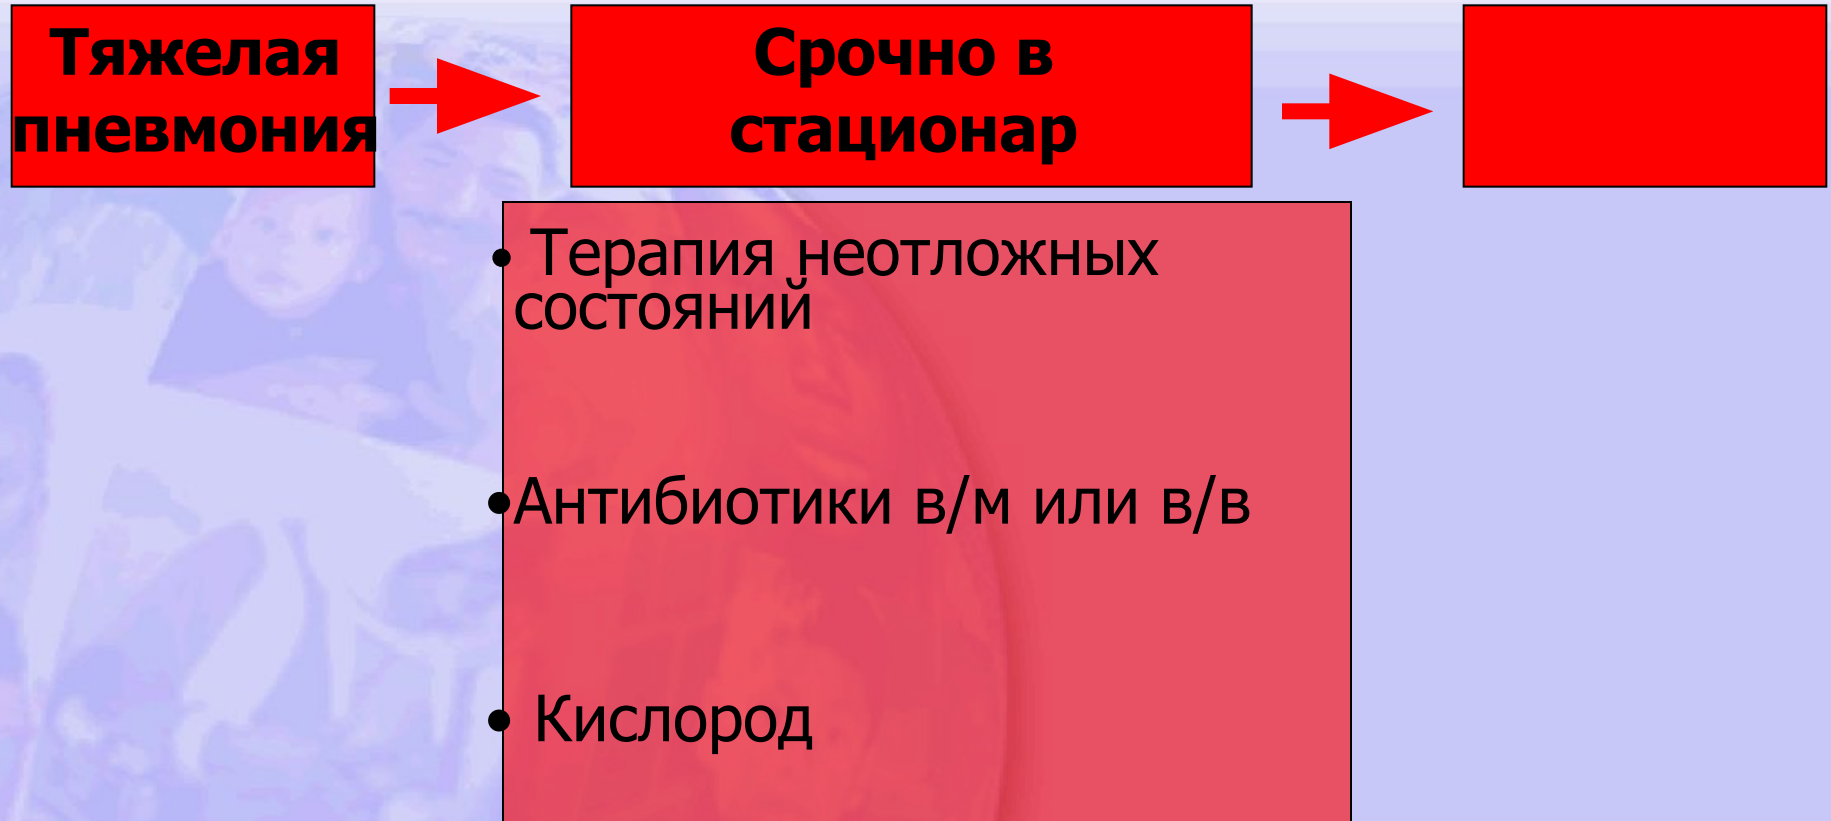 Тяжелая
пневмония
Срочно в
стационар
• Терапия неотложных
состояний
•Антибиотики в/м или в/в
• Кислород